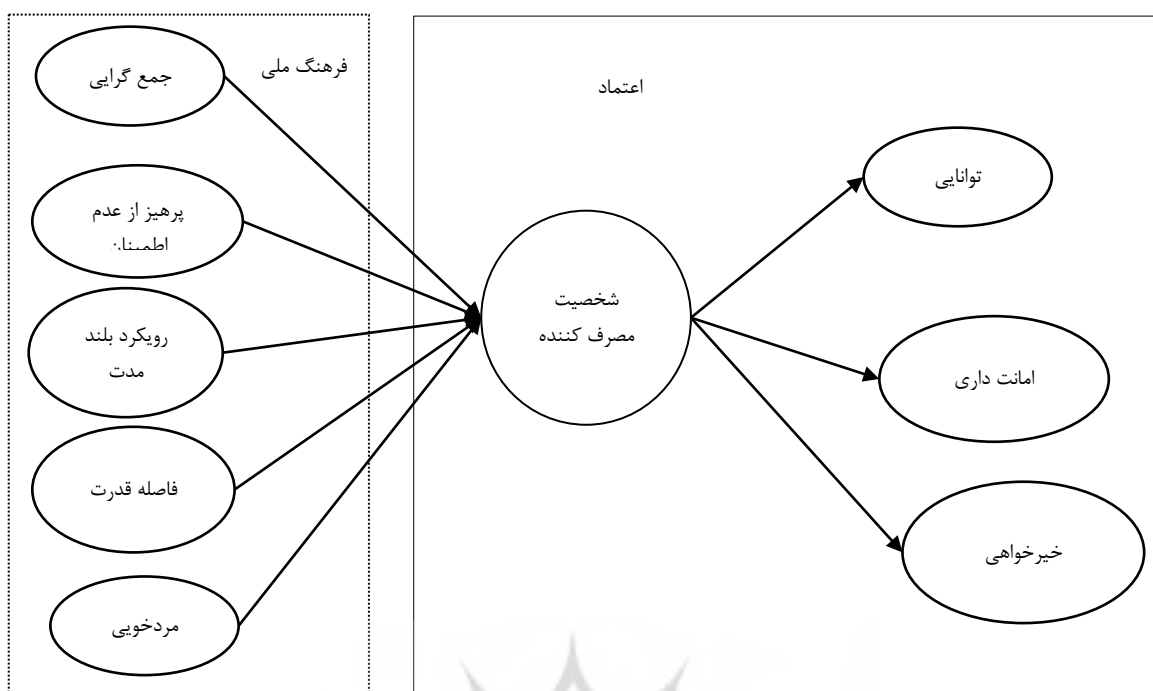 فرهنگ ملی
جمع گرایی
پرهیز از عدم
اطمینان
رویکرد بلند
مدت
فاصله قدرت
مردخویی
اعتماد
شخصیت
مصرف کننده
توانایی
امانت داری
خیرخواهی